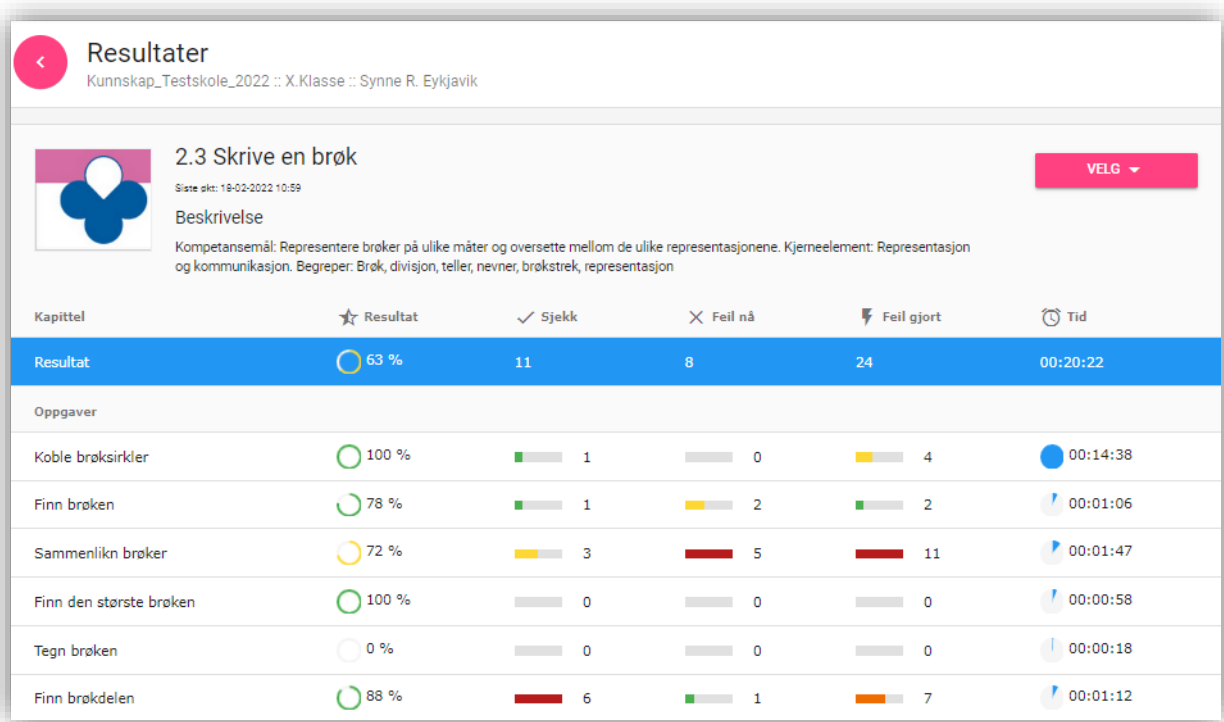 Resultater
Kunnskap_Testskole_2022 :: X.Klasse :: Synne R. Eykjavik
2.3 Skrive en brøk
VELG
Siste økt: 18-02-2022 10:59
Beskrivelse
Kompetansemål: Representere brøker på ulike måter og oversette mellom de ulike representasjonene. Kjerneelement: Representasjon
og kommunikasjon. Begreper: Brøk, divisjon, teller, nevner, brøkstrek, representasjon
Kapittel Resultat Sjekk Feil nå Feil gjort Tid
Resultat 63 % 11 8 24 00:20:22
Oppgaver
Koble brøksirkler 100 % 1 0 4 00:14:38
Finn brøken 78 % 1 2 2 00:01:06
Sammenlikn brøker 72 % 3 5 11 00:01:47
Finn den største brøken 100 % 0 0 0 00:00:58
Tegn brøken 0 % 0 0 0 00:00:18
Finn brøkdelen 88 % 6 1 7 00:01:12